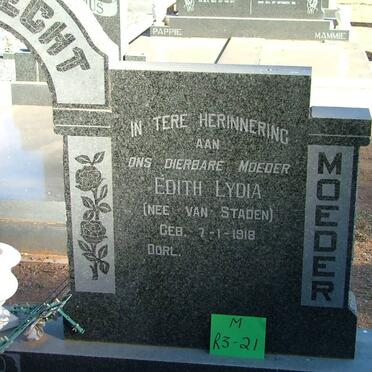 PAPPIE
MAMMIE
IN TERE HERINNERING
AAN
ONS DIERBARE MOEDER
EDITH LYDIA
(NEE VAN STADEN)
GEB. 7-1-1918
OORL.
MOEDER
M
R3-21